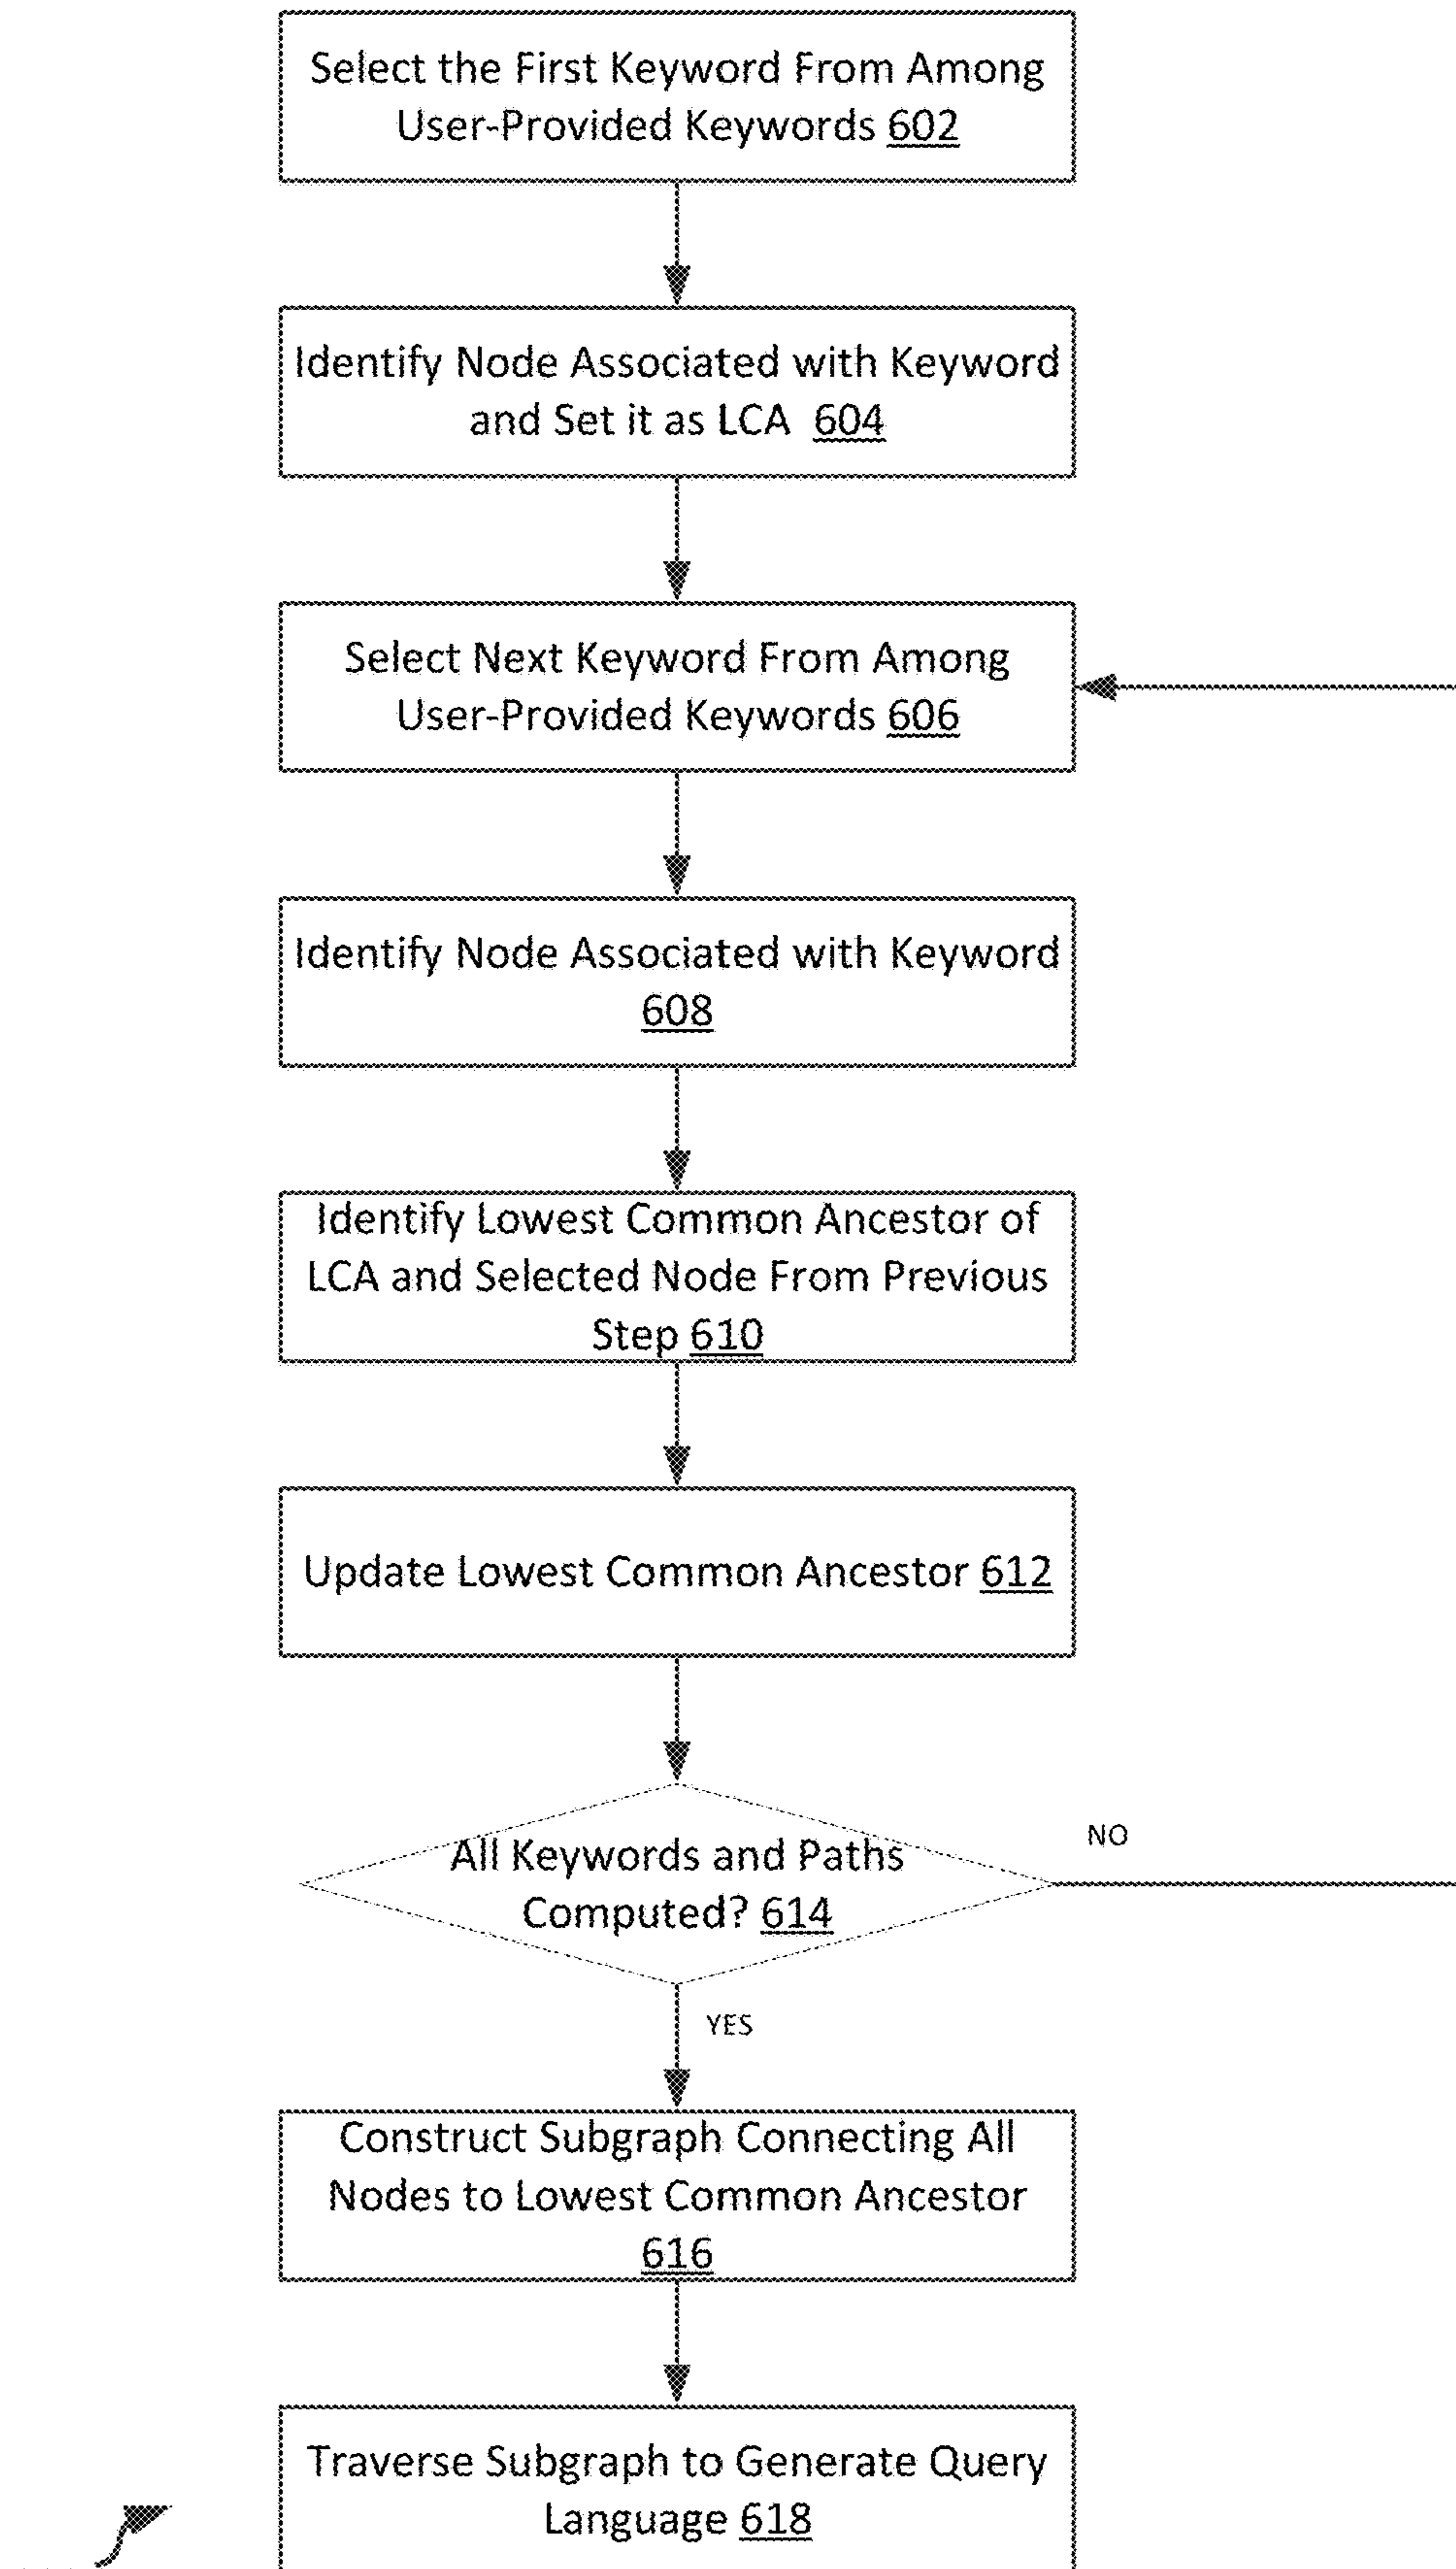 Select the First Keyword From Among
User-Provided Keywords 602
Identify Node Associated with Keyword
and Set it as LCA 604
Select Next Keyword From Among
User-Provided Keywords 606
Identify Node Associated with Keyword
608
Identify Lowest Common Ancestor of
LCA and Selected Node From Previous
Step 610
Update Lowest Common Ancestor 612
All Keywords and Paths
Computed? 614
NO
YES
Construct Subgraph Connecting All
Nodes to Lowest Common Ancestor
616
Traverse Subgraph to Generate Query
Language 618